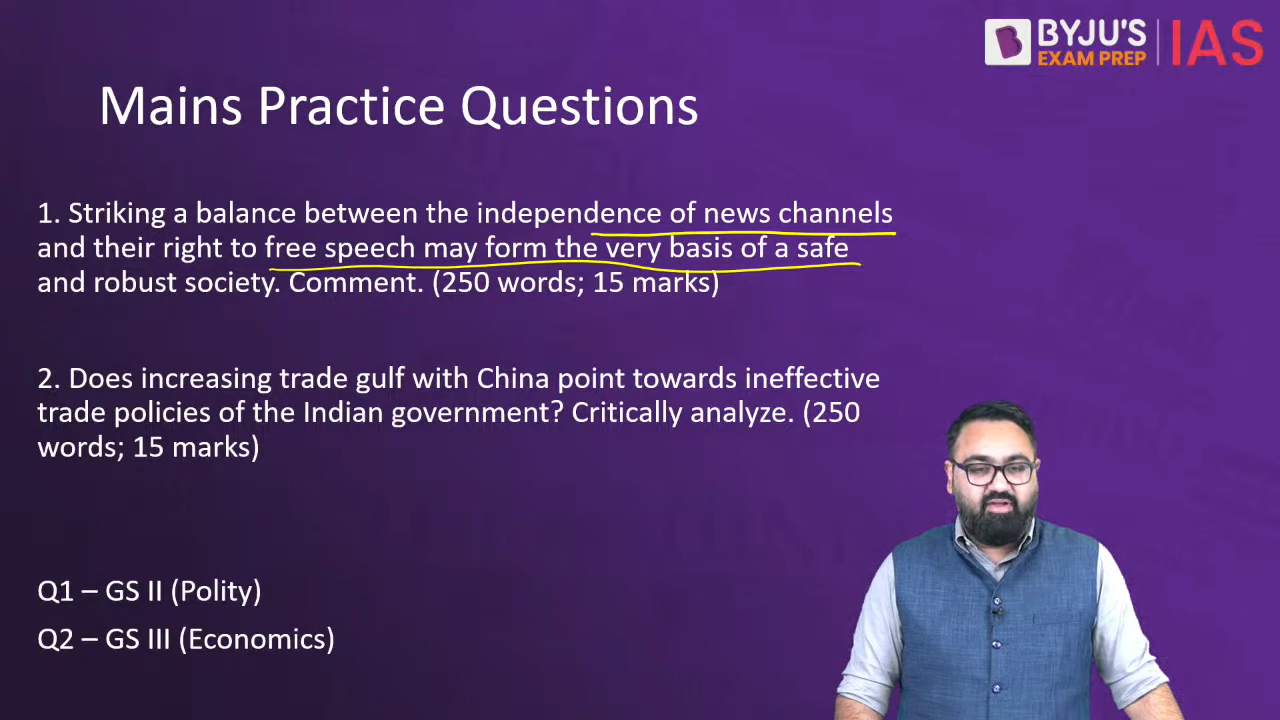 BYJU'S
EXAM PREP
IAS
Mains Practice Questions
1. Striking a balance between the independence of news channels
and their right to free speech may form the very basis of a safe
and robust society. Comment. (250 words; 15 marks)
2. Does increasing trade gulf with China point towards ineffective
trade policies of the Indian government? Critically analyze. (250
words; 15 marks)
Q1 – GS II (Polity)
Q2 – GS III (Economics)